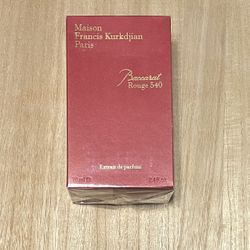 Maison
Francis Kurkdjian
Paris
Baccarat
Rouge 540
Extrait de parfum